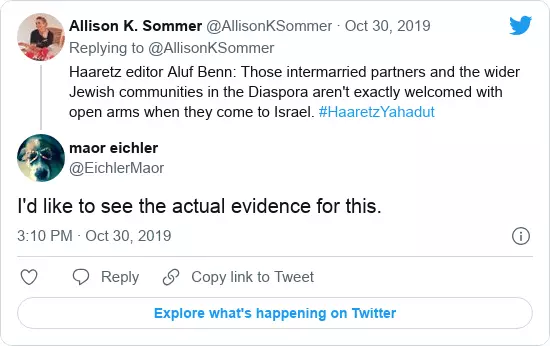 Allison K. Sommer @AllisonKSommer · Oct 30, 2019
Replying to @AllisonKSommer
Haaretz editor Aluf Benn: Those intermarried partners and the wider
Jewish communities in the Diaspora aren't exactly welcomed with
open arms when they come to Israel. #HaaretzYahadut
maor eichler
@EichlerMaor
I'd like to see the actual evidence for this.
3:10 PM · Oct 30, 2019
Reply
Copy link to Tweet
Explore what's happening on Twitter